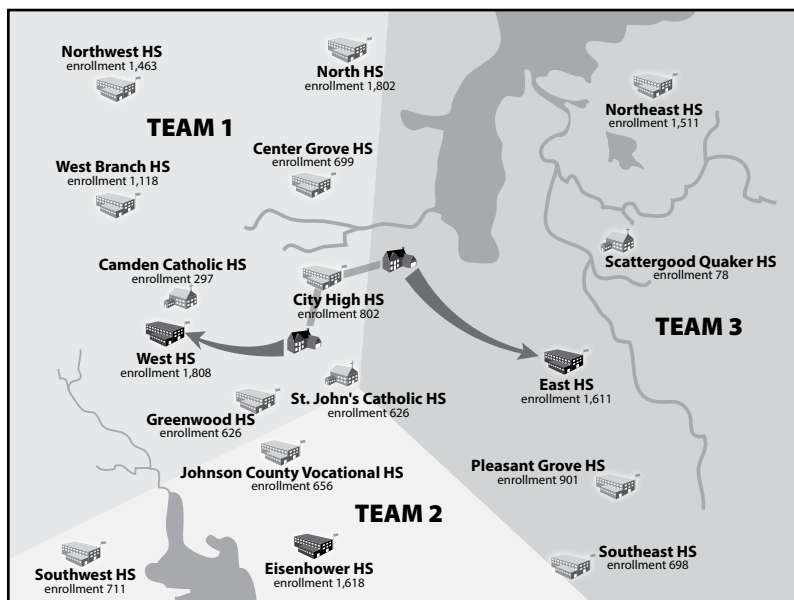 Northwest HS
enrollment 1,463
North HS
enrollment 1,802
Northeast HS
enrollment 1,511
TEAM 1
Center Grove HS
enrollment 699
West Branch HS
enrollment 1,118
Camden Catholic HS
enrollment 297
City High HS
enrollment 802
Scattergood Quaker HS
enrollment 78
TEAM 3
West HS
enrollment 1,808
East HS
enrollment 1,611
St. John's Catholic HS
enrollment 626
Greenwood HS
enrollment 626
Johnson County Vocational HS
enrollment 656
Pleasant Grove HS
enrollment 901
TEAM 2
Southwest HS
enrollment 711
Eisenhower HS
enrollment 1,618
Southeast HS
enrollment 698